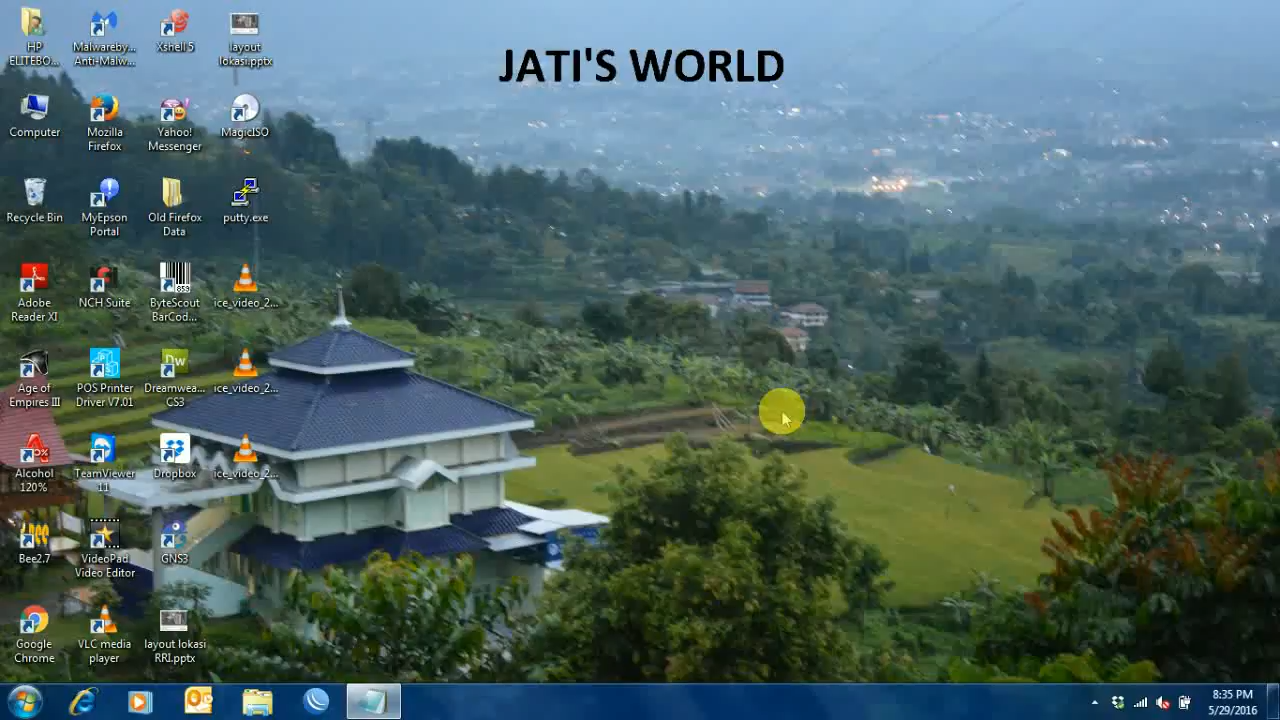 JATI'S WORLD
HP
ELITEBO...
Malwareby...
Anti-Malw...
Xshell 5
layout
lokasi.pptx
Computer
Mozilla
Firefox
Yahoo!
Messenger
MagicISO
Recycle Bin
MyEpson
Portal
Old Firefox
Data
putty.exe
Adobe
Reader XI
NCH Suite
ByteScout
BarCod...
ice_video_2...
Age of
Empires III
POS Printer
Driver V7.01
Dreamwea...
CS3
ice_video_2...
Alcohol
120%
TeamViewer
11
Dropbox
ice_video_2...
Bee2.7
VideoPad
Video Editor
GNS3
Google
Chrome
VLC media
player
layout lokasi
RRI.pptx
8:35 PM
5/29/2016